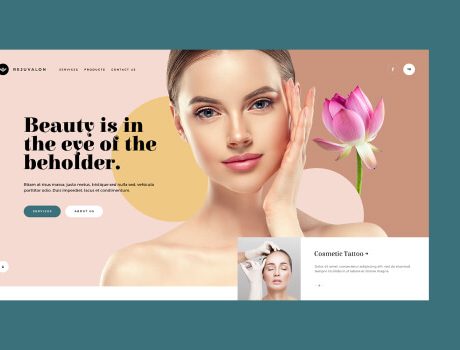 REJUVALON
SERVICES PRODUCTS CONTACT US
Beauty is in
the eye of the
beholder.
Etiam at risus massa, justo metus, tristique sed nulla sed, vehicula
porttitor odio. Duis imperdiet, lacus et condimentum.
SERVICES
ABOUT US
Cosmetic Tattoo